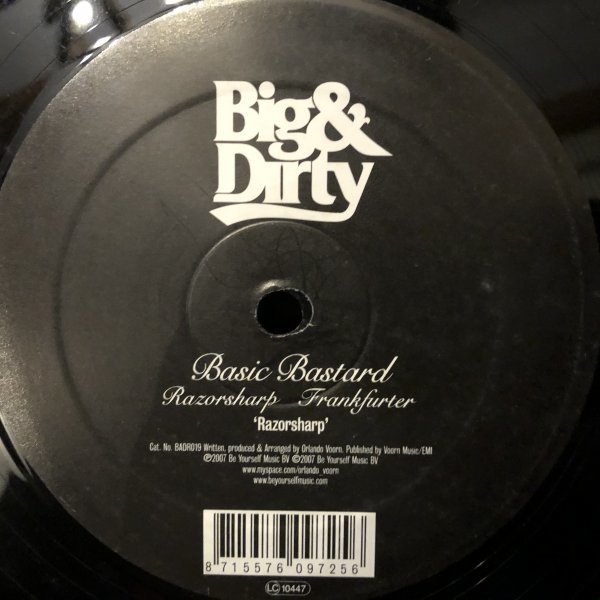 Big&
Dirty
Basic Bastard
Razorsharp Frankfurter
'Razorsharp'
Cat. No. BADR019 Written, produced & Arranged by Orlando Voorn. Published by Voorn Music/EMI
℗2007 Be Yourself Music BV ©2007 Be Yourself Music BV
www.myspace.com/orlando_voorn
www.beyourselfmusic.com
8 715576 097256
LC 10447